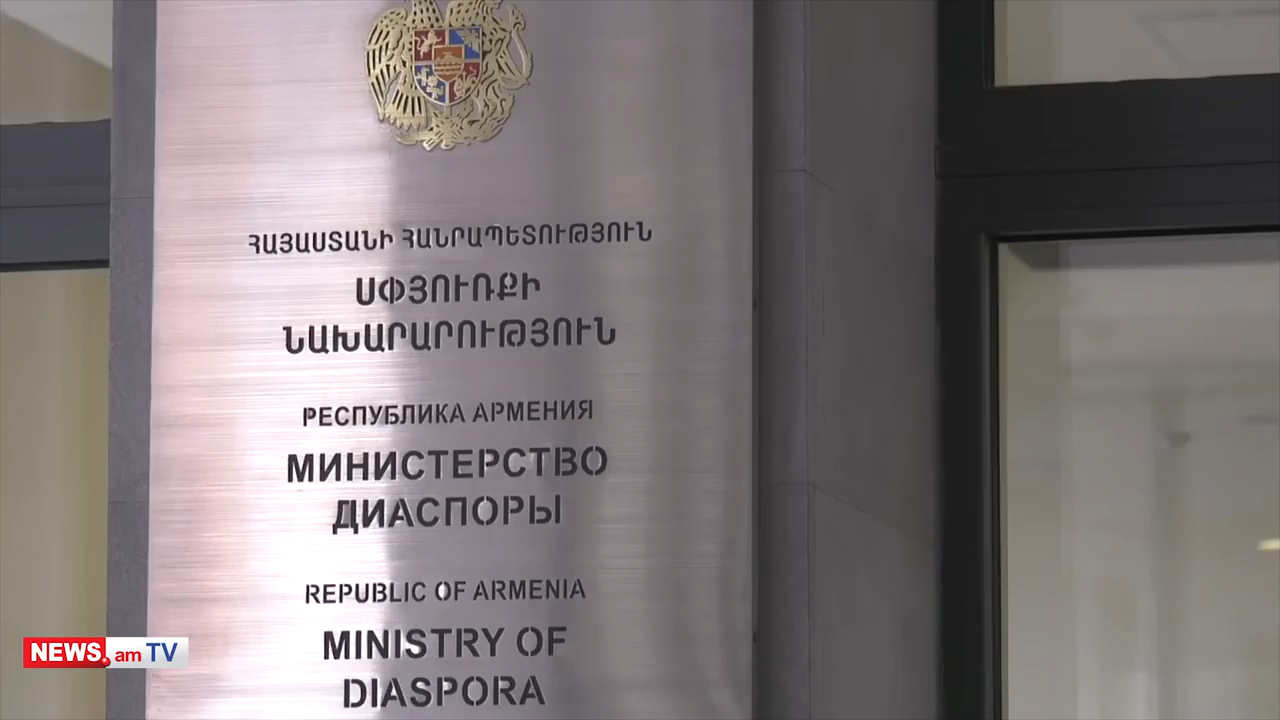 ՀԱՅԱՍՏԱՆԻ ՀԱՆՐԱՊԵՏՈՒԹՅՈՒՆ
ՍՓՅՈՒՌՔԻ
ՆԱԽԱՐԱՐՈՒԹՅՈՒՆ
РЕСПУБЛИКА АРМЕНИЯ
МИНИСТЕРСТВО
ДИАСПОРЫ
REPUBLIC OF ARMENIA
MINISTRY OF
DIASPORA
NEWS.am TV